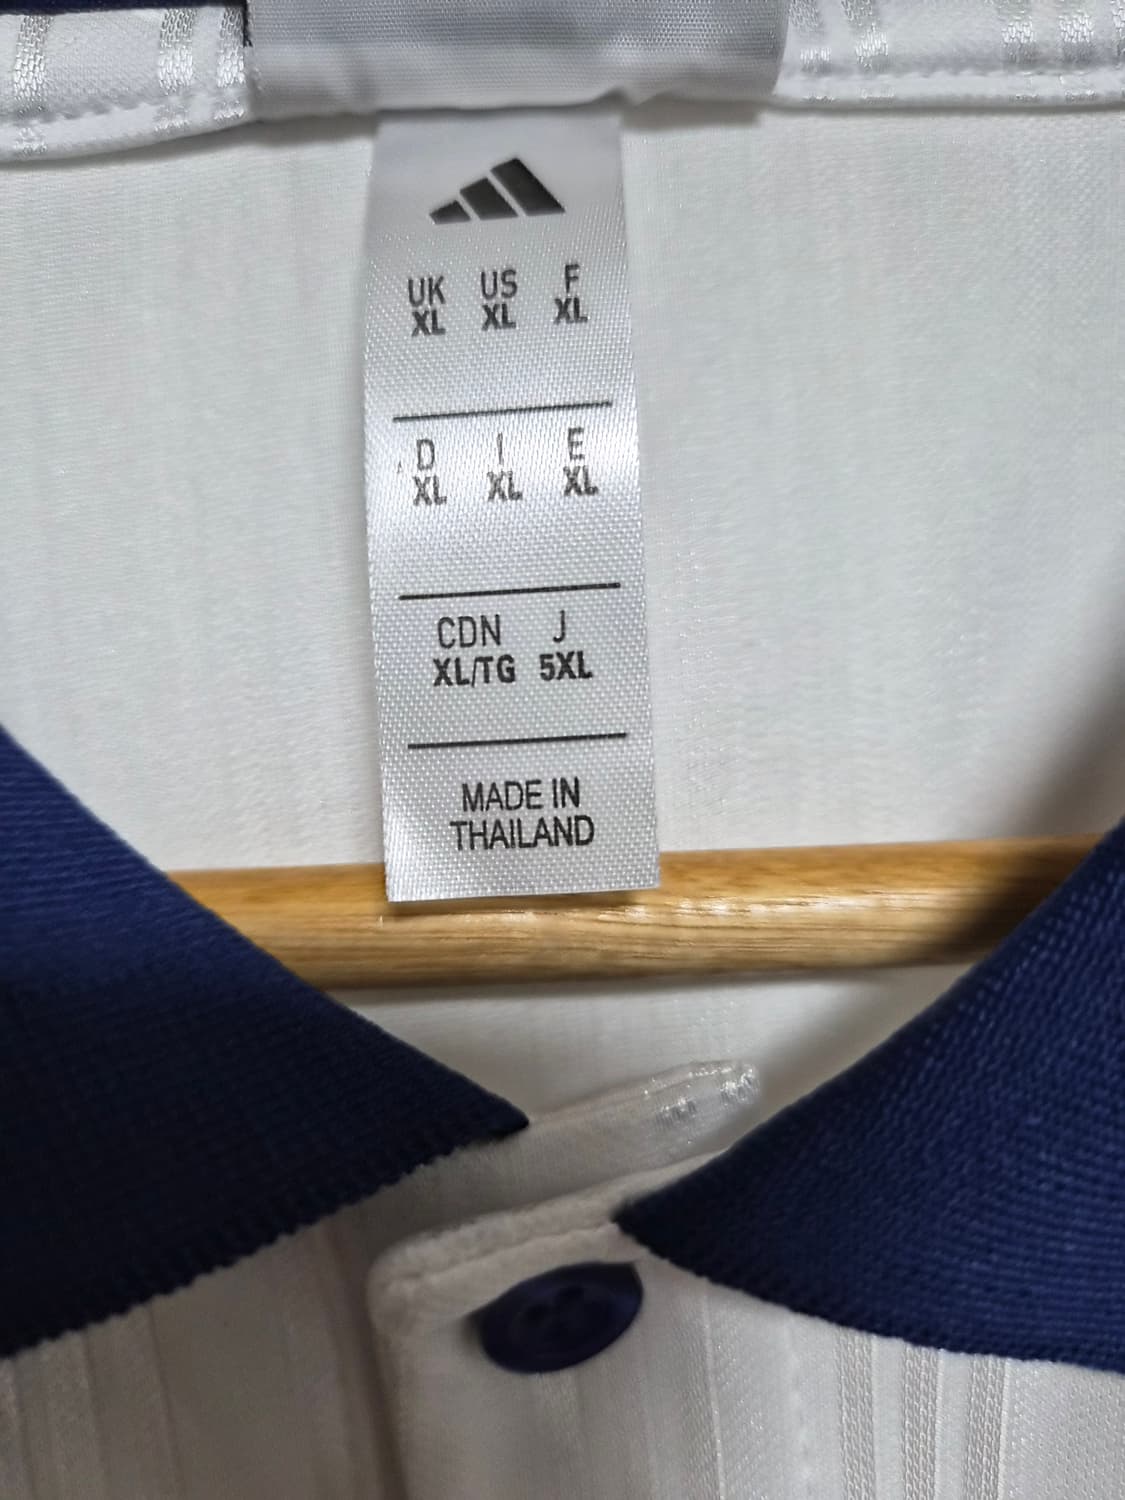 UK US F
XL XL XL
D I E
XL XL XL
CDN J
XL/TG 5XL
MADE IN
THAILAND